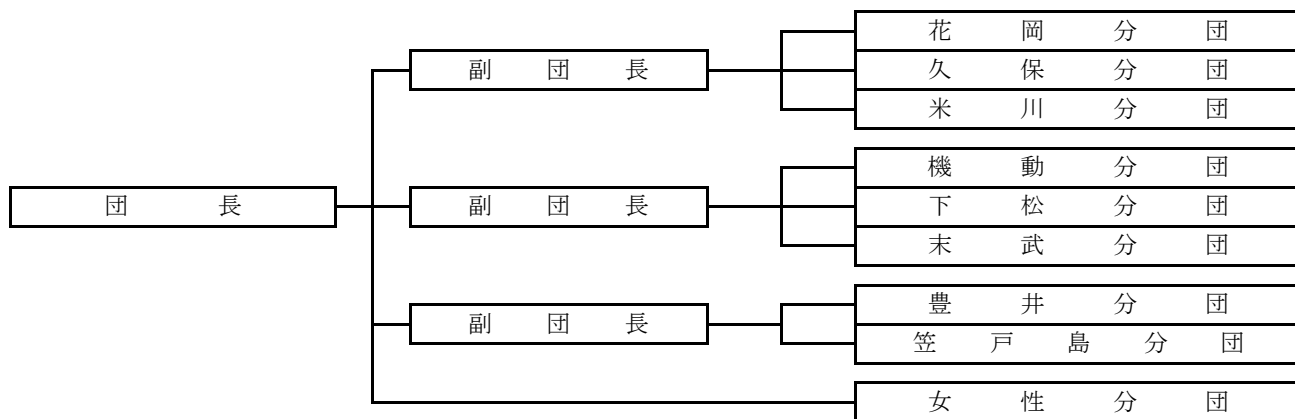 花岡分団
副団長
久保分団
米川分団
機動分団
団長
副団長
下松分団
末武分団
豊井分団
副団長
笠戸島分団
女性分団